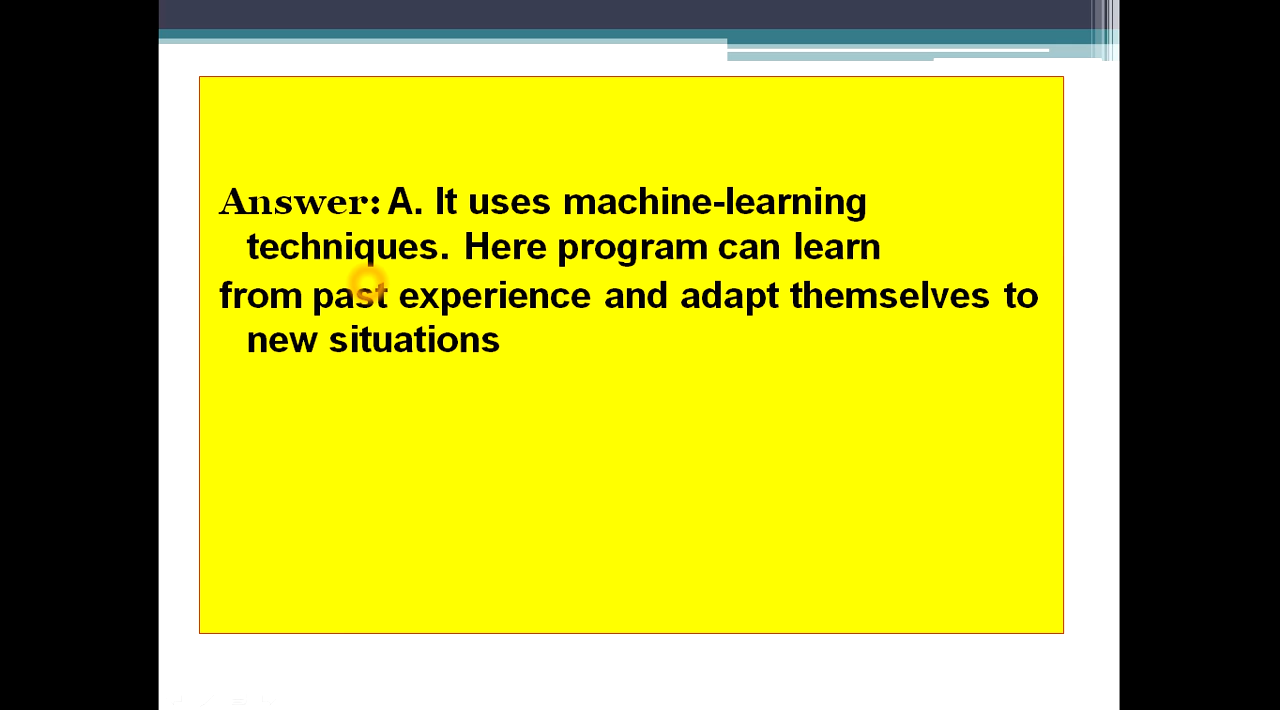 Answer: A. It uses machine-learning
techniques. Here program can learn
from past experience and adapt themselves to
new situations